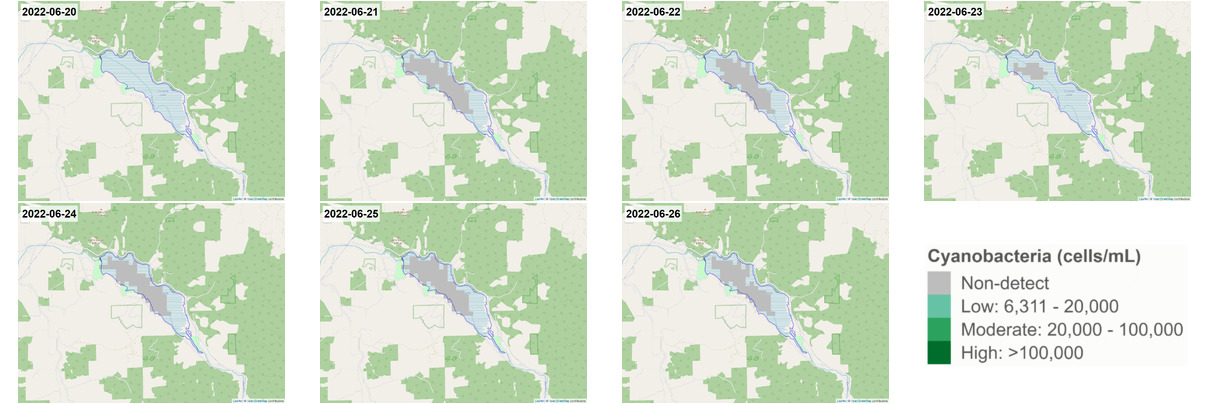 2022-06-20
2022-06-21
2022-06-22
2022-06-23
2022-06-24
2022-06-25
2022-06-26
Cyanobacteria (cells/mL)
Non-detect
Low: 6,311 - 20,000
Moderate: 20,000 - 100,000
High: >100,000